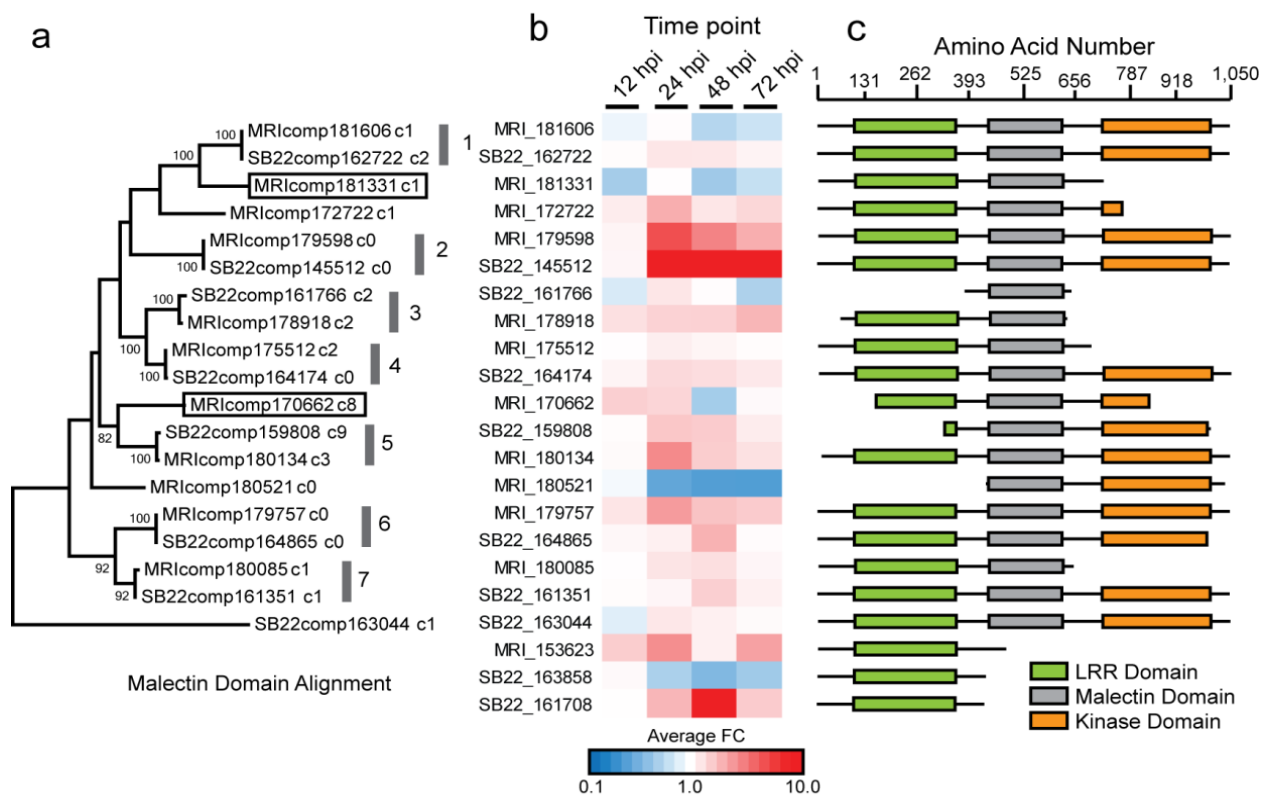 a
MRIcomp181606 c1
SB22comp162722 c2
MRIcomp181331 c1
MRIcomp172722 c1
MRIcomp179598 c0
SB22comp145512 c0
SB22comp161766 c2
MRIcomp178918 c2
MRIcomp175512 c2
SB22comp164174 c0
MRIcomp170662 c8
SB22comp159808 c9
MRIcomp180134 c3
MRIcomp180521 c0
MRIcomp179757 c0
SB22comp164865 c0
MRIcomp180085 c1
SB22comp161351 c1
SB22comp163044 c1
100
100
100
100
100
100
82
100
100
92
92
1
2
3
4
5
6
7
Malectin Domain Alignment
b
Time point
12 hpi
24 hpi
48 hpi
72 hpi
MRI_181606
SB22_162722
MRI_181331
MRI_172722
MRI_179598
SB22_145512
SB22_161766
MRI_178918
MRI_175512
SB22_164174
MRI_170662
SB22_159808
MRI_180134
MRI_180521
MRI_179757
SB22_164865
MRI_180085
SB22_161351
SB22_163044
MRI_153623
SB22_163858
SB22_161708
Average FC
0.1 1.0 10.0
c
Amino Acid Number
1 131 262 393 525 656 787 918 1,050
LRR Domain
Malectin Domain
Kinase Domain